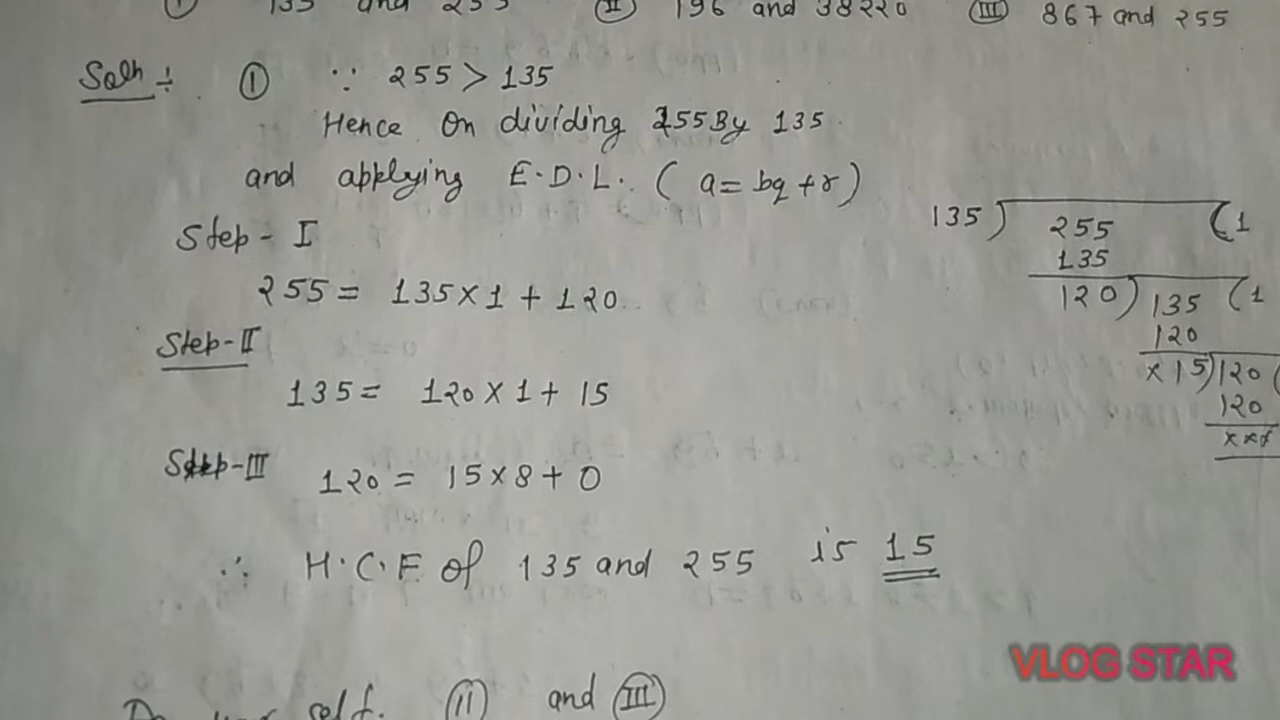 ① 135 and 255 Ⅱ 196 and 38220 Ⅲ 867 and 255
Soln ÷ ① ∵ 255 > 135
Hence On dividing 255 By 135
and applying E.D.L. ( a = bq + r )
Step - I
255 = 135 × 1 + 120
Step - II
135 = 120 × 1 + 15
Step - III 120 = 15 × 8 + 0
∴ H.C.F. of 135 and 255 is 15
self. (ii) and (III)
135 ) 255 ( 1
135
120 ) 135 ( 1
120
× 15 ) 120 (
120
× × ×
VLOG STAR